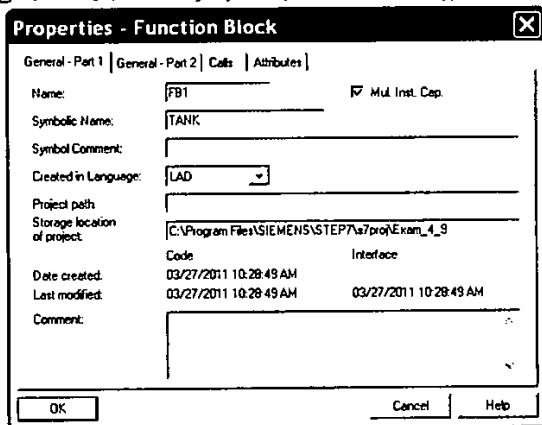 Properties - Function Block
General - Part 1 General - Part 2 Calls Attributes
Name: FB1 Mul. Inst. Cap.
Symbolic Name: TANK
Symbol Comment:
Created in Language: LAD
Project path
Storage location
of project: C:\Program Files\SIEMENS\STEP7\s7proj\Exam_4_9
Code Interface
Date created: 03/27/2011 10:28:49 AM
Last modified: 03/27/2011 10:28:49 AM 03/27/2011 10:28:49 AM
Comment:
OK Cancel Help